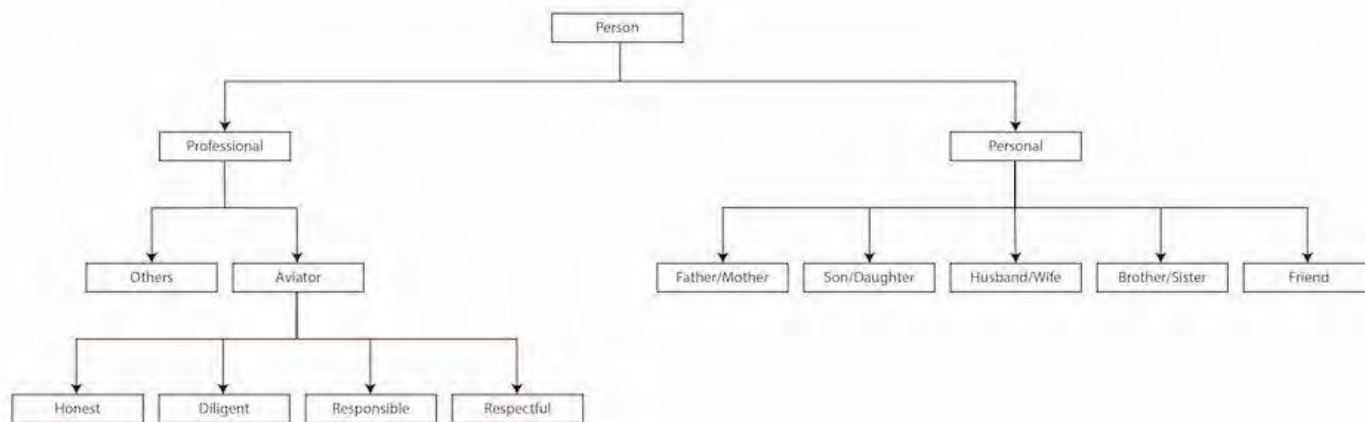 Person
Professional
Personal
Others
Aviator
Father/Mother
Son/Daughter
Husband/Wife
Brother/Sister
Friend
Honest
Diligent
Responsible
Respectful